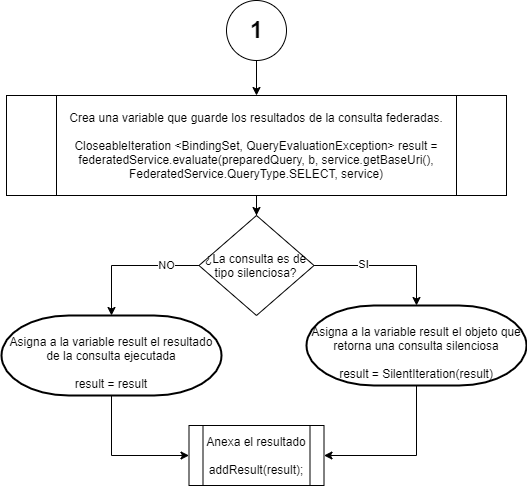 1
Crea una variable que guarde los resultados de la consulta federadas.
CloseableIteration <BindingSet, QueryEvaluationException> result =
federatedService.evaluate(preparedQuery, b, service.getBaseUri(),
FederatedService.QueryType.SELECT, service)
¿La consulta es de
tipo silenciosa?
NO
SI
Asigna a la variable result el resultado
de la consulta ejecutada
result = result
Asigna a la variable result el objeto que
retorna una consulta silenciosa
result = SilentIteration(result)
Anexa el resultado
addResult(result);